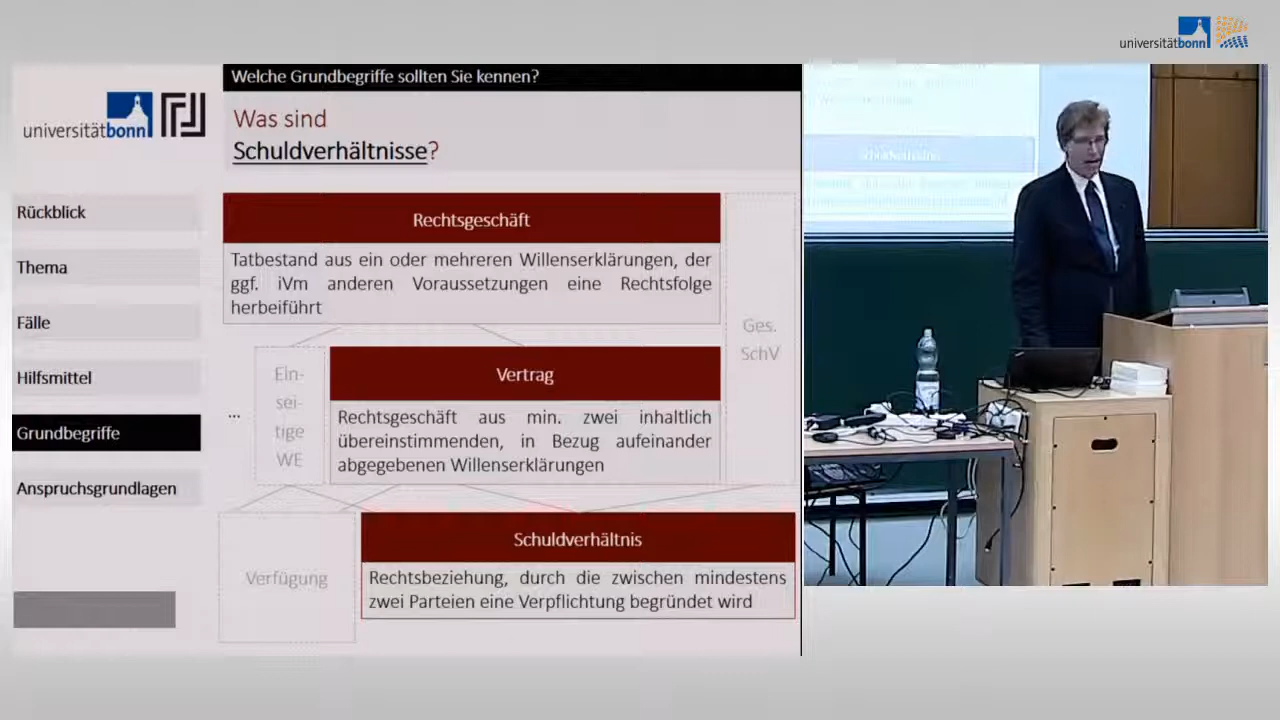 universitätbonn
Welche Grundbegriffe sollten Sie kennen?
universitätbonn
Was sind
Schuldverhältnisse?
Rückblick
Thema
Fälle
Hilfsmittel
Grundbegriffe
Anspruchsgrundlagen
Rechtsgeschäft
Tatbestand aus ein oder mehreren Willenserklärungen, der
ggf. iVm anderen Voraussetzungen eine Rechtsfolge
herbeiführt
Ges.
SchV
...
Ein-
sei-
tige
WE
Vertrag
Rechtsgeschäft aus min. zwei inhaltlich
übereinstimmenden, in Bezug aufeinander
abgegebenen Willenserklärungen
Verfügung
Schuldverhältnis
Rechtsbeziehung, durch die zwischen mindestens
zwei Parteien eine Verpflichtung begründet wird